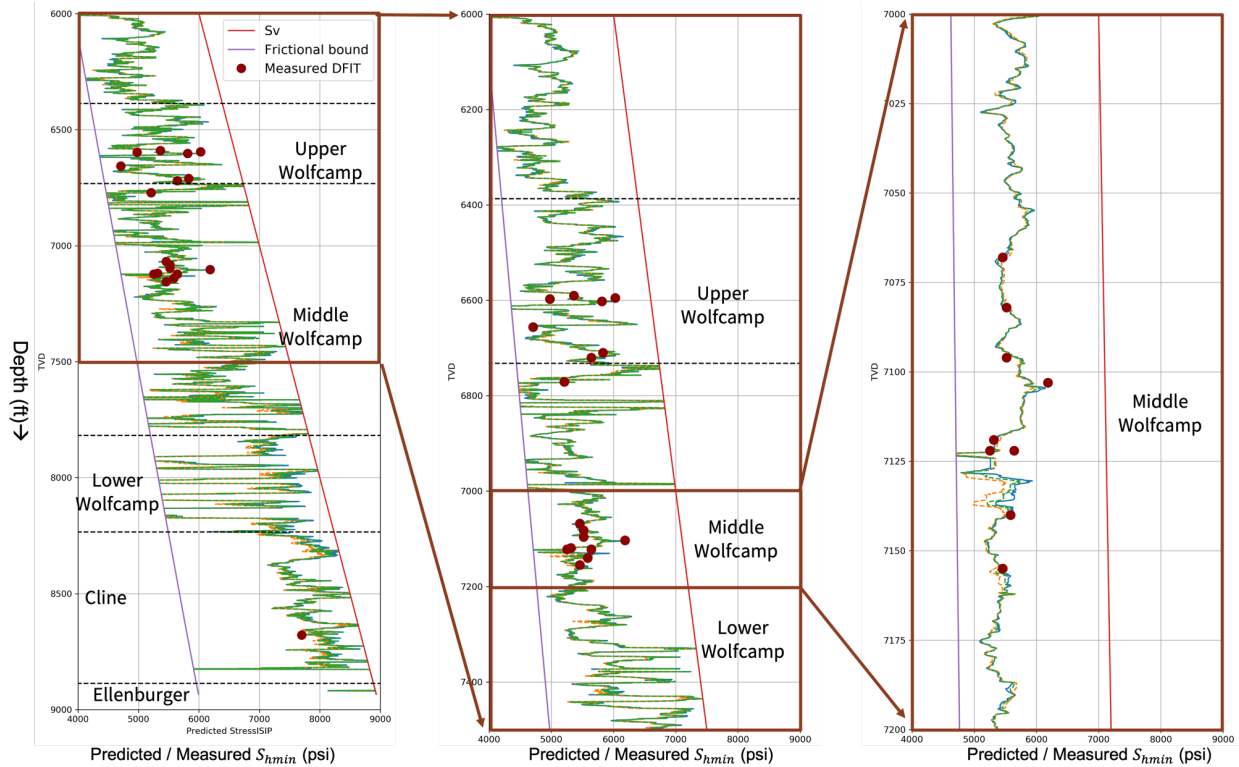 6000
6500
7000
7500
8000
8500
9000
4000
5000
6000
7000
8000
9000
TVD
Depth (ft)→
Sv
Frictional bound
Measured DFIT
Upper
Wolfcamp
Middle
Wolfcamp
Lower
Wolfcamp
Cline
Ellenburger
Predicted StressISIP
Predicted / Measured S_hmin (psi)
6000
6200
6400
6600
6800
7000
7200
7400
4000
5000
6000
7000
8000
9000
TVD
Upper
Wolfcamp
Middle
Wolfcamp
Lower
Wolfcamp
Predicted / Measured S_hmin (psi)
7000
7025
7050
7075
7100
7125
7150
7175
7200
4000
5000
6000
7000
8000
9000
TVD
Middle
Wolfcamp
Predicted / Measured S_hmin (psi)